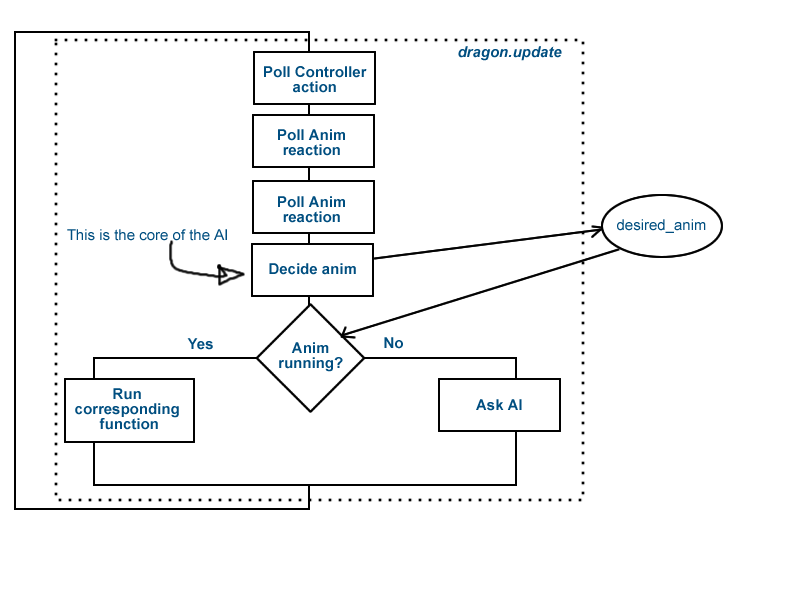 dragon.update
Poll Controller
action
Poll Anim
reaction
Poll Anim
reaction
This is the core of the AI
desired_anim
Decide anim
Yes
Anim
running?
No
Run
corresponding
function
Ask AI